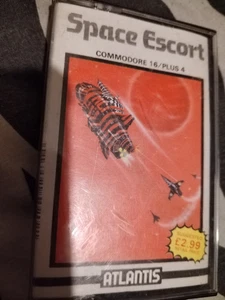 Space Escort
COMMODORE 16/PLUS 4
£2.99
ATLANTIS